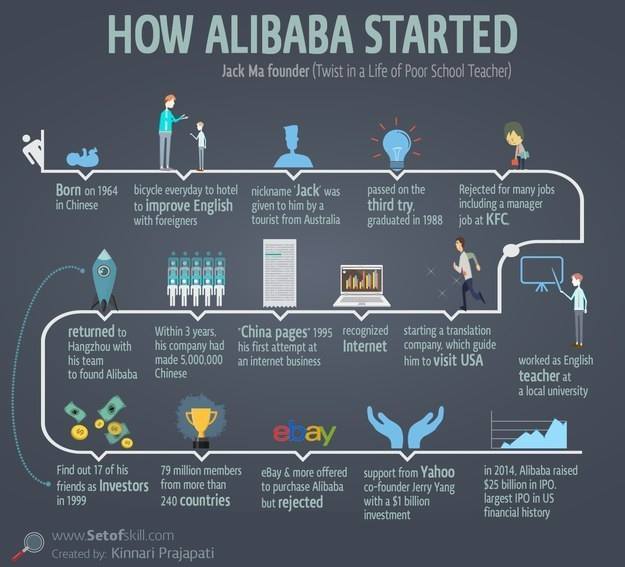 HOW ALIBABA STARTED
Jack Ma founder (Twist in a Life of Poor School Teacher)
Born on 1964
in Chinese
bicycle everyday to hotel
to improve English
with foreigners
nickname 'Jack' was
given to him by a
tourist from Australia
passed on the
third try,
graduated in 1988
Rejected for many jobs
including a manager
job at KFC,
worked as English
teacher at
a local university
starting a translation
company, which guide
him to visit USA
recognized
Internet
"China pages" 1995
his first attempt at
an internet business
Within 3 years,
his company had
made 5,000,000
Chinese
returned to
Hangzhou with
his team
to found Alibaba
Find out 17 of his
friends as Investors
in 1999
79 million members
from more than
240 countries
ebay
eBay & more offered
to purchase Alibaba
but rejected
support from Yahoo
co-founder Jerry Yang
with a $1 billion
investment
in 2014, Alibaba raised
$25 billion in IPO.
largest IPO in US
financial history
www.Setofskill.com
Created by: Kinnari Prajapati